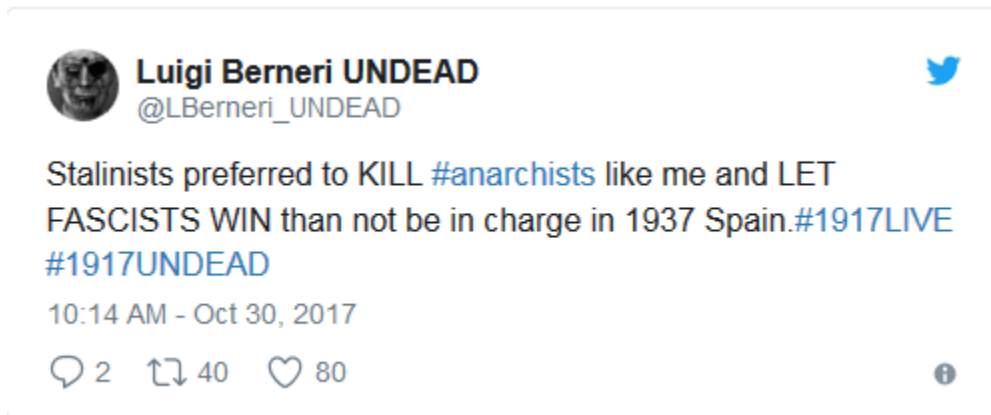 Luigi Berneri UNDEAD
@LBerneri_UNDEAD
Stalinists preferred to KILL #anarchists like me and LET
FASCISTS WIN than not be in charge in 1937 Spain.#1917LIVE
#1917UNDEAD
10:14 AM - Oct 30, 2017
2 40 80